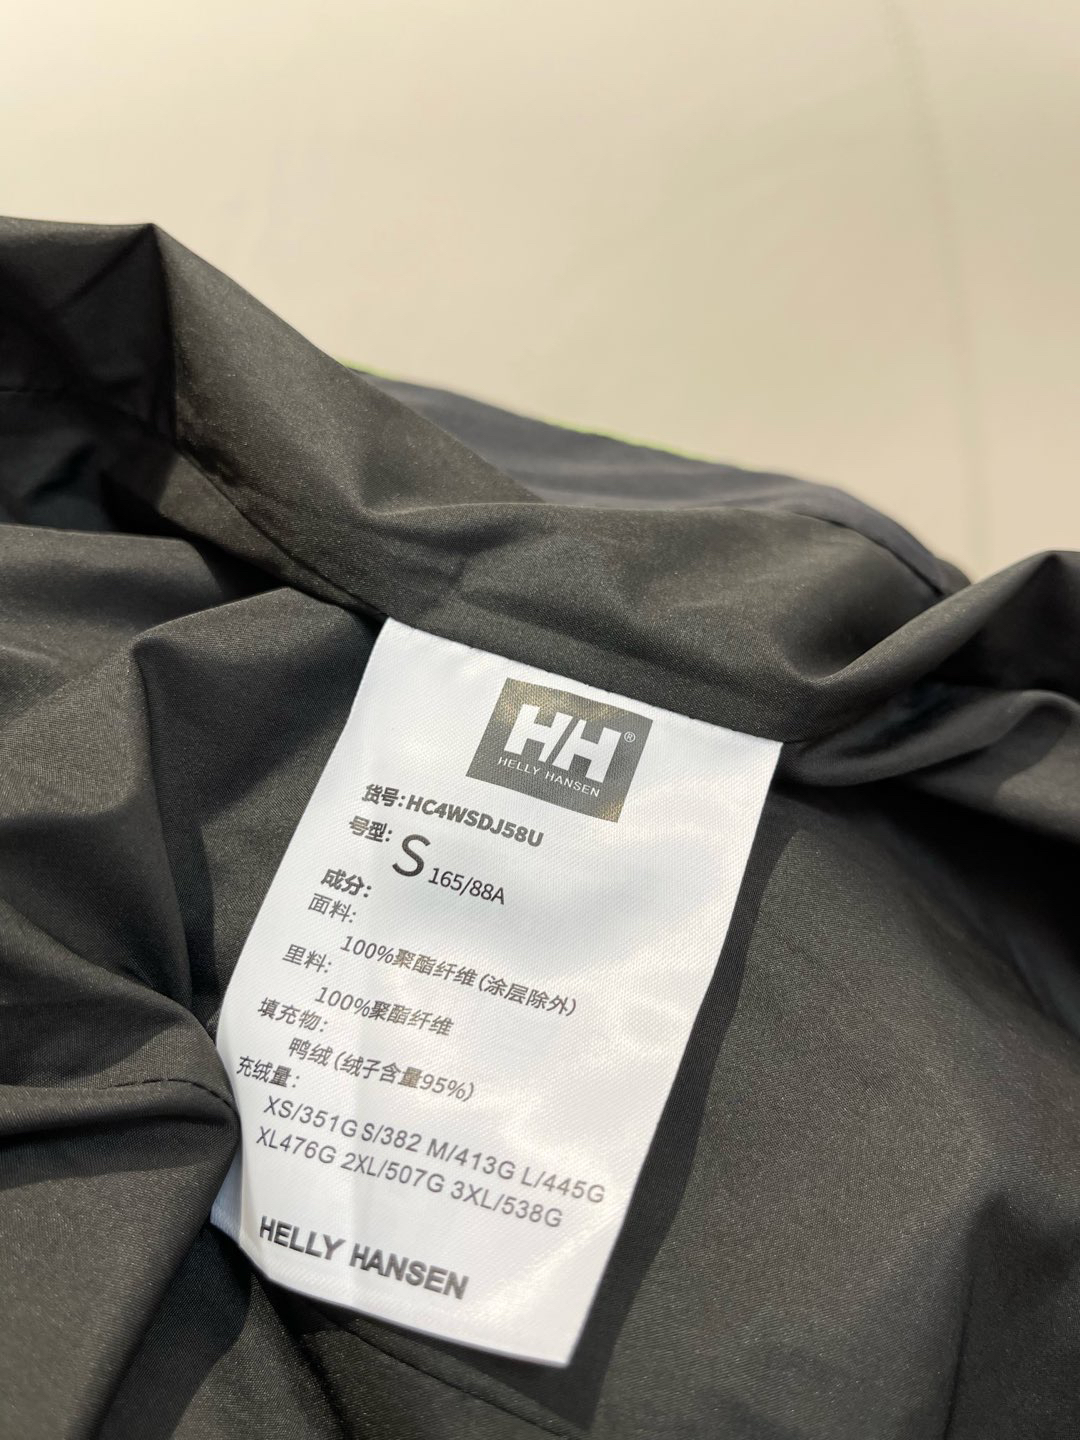 HH®
HELLY HANSEN
货号:HC4WSDJ58U
号型: S 165/88A
成分:
面料:
100%聚酯纤维(涂层除外)
里料:
100%聚酯纤维
填充物:
鸭绒(绒子含量95%)
充绒量:
XS/351G S/382 M/413G L/445G
XL476G 2XL/507G 3XL/538G
HELLY HANSEN